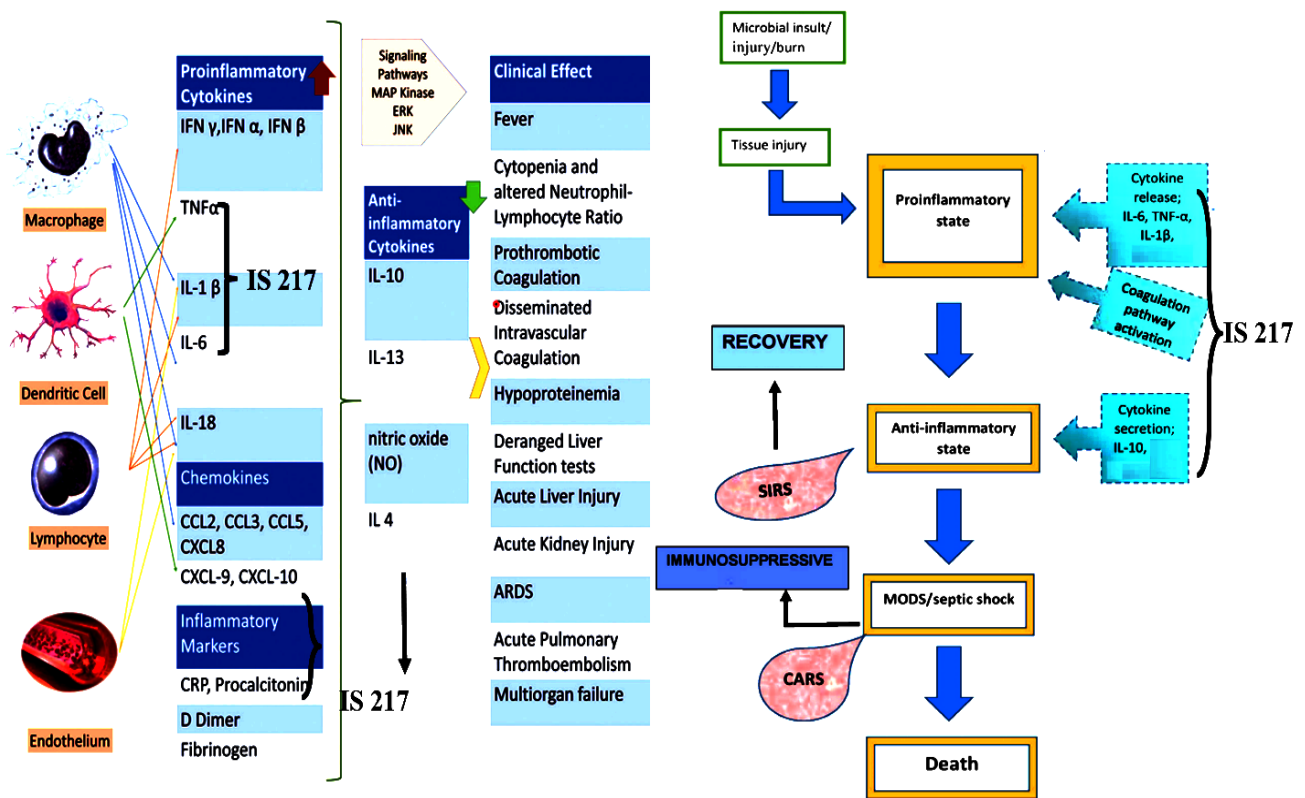 Macrophage
Dendritic Cell
Lymphocyte
Endothelium
Proinflammatory
Cytokines
IFN γ,IFN α, IFN β
TNFα
IL-1 β
IL-6
IS 217
IL-18
Chemokines
CCL2, CCL3, CCL5,
CXCL8
CXCL-9, CXCL-10
Inflammatory
Markers
CRP, Procalcitonin
IS 217
D Dimer
Fibrinogen
Signaling
Pathways
MAP Kinase
ERK
JNK
Anti-
inflammatory
Cytokines
IL-10
IL-13
nitric oxide
(NO)
IL 4
Clinical Effect
Fever
Cytopenia and
altered Neutrophil-
Lymphocyte Ratio
Prothrombotic
Coagulation
Disseminated
Intravascular
Coagulation
Hypoproteinemia
Deranged Liver
Function tests
Acute Liver Injury
Acute Kidney Injury
ARDS
Acute Pulmonary
Thromboembolism
Multiorgan failure
Microbial insult/
injury/burn
Tissue injury
Proinflammatory
state
Cytokine
release;
IL-6, TNF-α,
IL-1β,
Coagulation
pathway
activation
IS 217
RECOVERY
Anti-inflammatory
state
Cytokine
secretion;
IL-10,
SIRS
IMMUNOSUPPRESSIVE
MODS/septic shock
CARS
Death